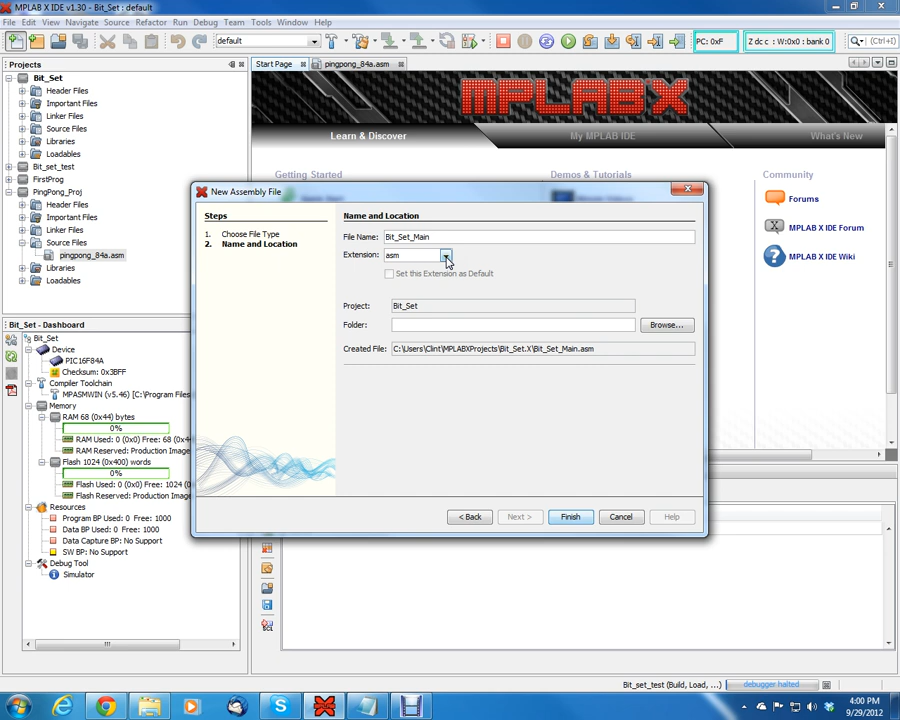 MPLAB X IDE v1.30 - Bit_Set : default
File Edit View Navigate Source Refactor Run Debug Team Tools Window Help
default
PC: 0xF
Z dc c : W:0x0 : bank 0
(Ctrl+I)
Projects
Start Page
pingpong_84a.asm
Bit_Set
Header Files
Important Files
Linker Files
Source Files
Libraries
Loadables
Bit_set_test
FirstProg
PingPong_Proj
Header Files
Important Files
Linker Files
Source Files
pingpong_84a.asm
Libraries
Loadables
MPLABX
Learn & Discover
My MPLAB IDE
What's New
Getting Started
Demos & Tutorials
Community
Forums
MPLAB X IDE Forum
MPLAB X IDE Wiki
New Assembly File
Steps
1. Choose File Type
2. Name and Location
Name and Location
File Name: Bit_Set_Main
Extension: asm
Set this Extension as Default
Project: Bit_Set
Folder:
Browse...
Created File: C:\Users\Clint\MPLABXProjects\Bit_Set.X\Bit_Set_Main.asm
< Back
Next >
Finish
Cancel
Help
Bit_Set - Dashboard
Bit_Set
Device
PIC16F84A
Checksum: 0x3BFF
Compiler Toolchain
MPASMWIN (v5.46) [C:\Program Files
Memory
RAM 68 (0x44) bytes
0%
RAM Used: 0 (0x0) Free: 68 (0x4
RAM Reserved: Production Image
Flash 1024 (0x400) words
0%
Flash Used: 0 (0x0) Free: 1024 (
Flash Reserved: Production Imag
Resources
Program BP Used: 0 Free: 1000
Data BP Used: 0 Free: 1000
Data Capture BP: No Support
SW BP: No Support
Debug Tool
Simulator
Bit_set_test (Build, Load, ...)
debugger halted
4:00 PM
9/29/2012